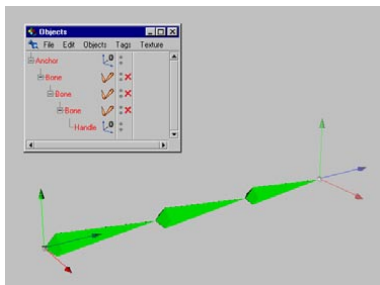 Objects
File Edit Objects Tags Texture
Anchor
Bone
Bone
Bone
Handle